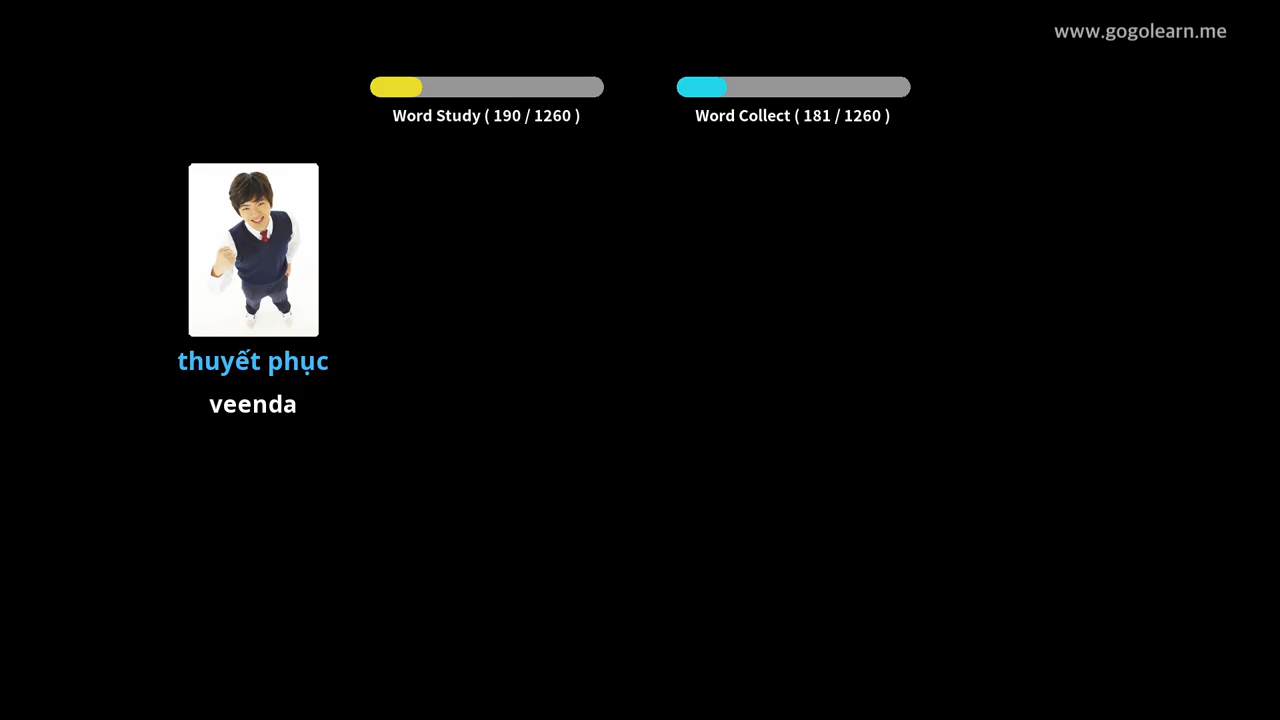 www.gogolearn.me
Word Study ( 190 / 1260 )
Word Collect ( 181 / 1260 )
thuyết phục
veenda